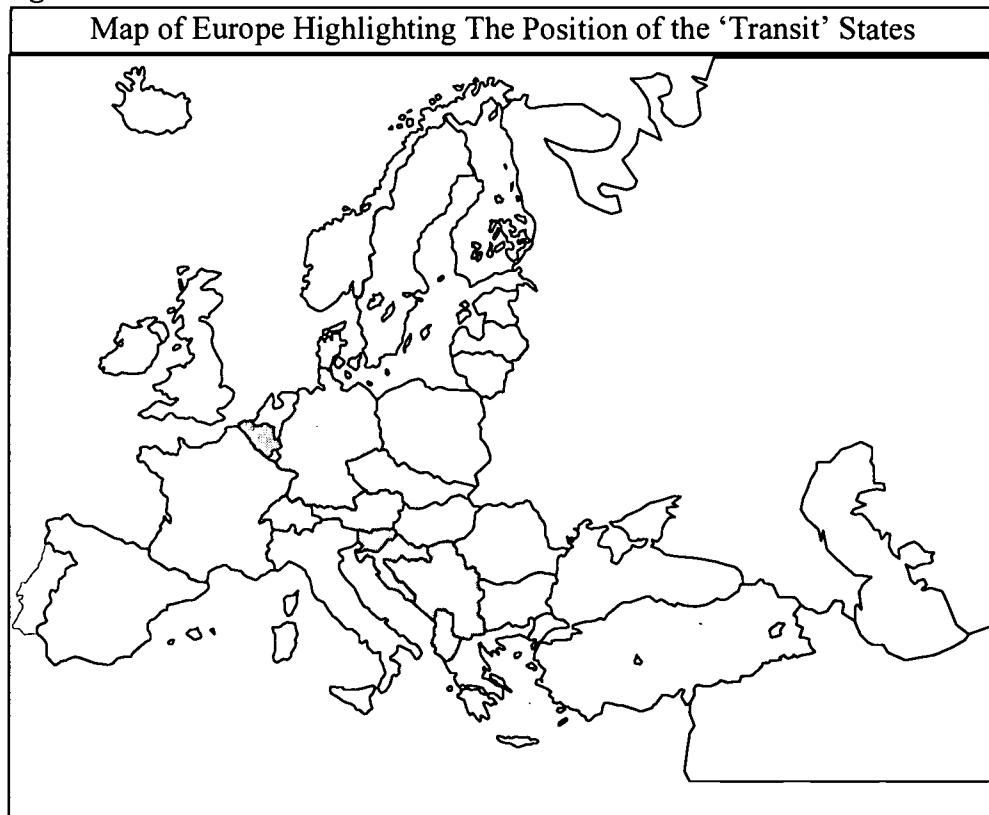 Map of Europe Highlighting The Position of the ‘Transit’ States